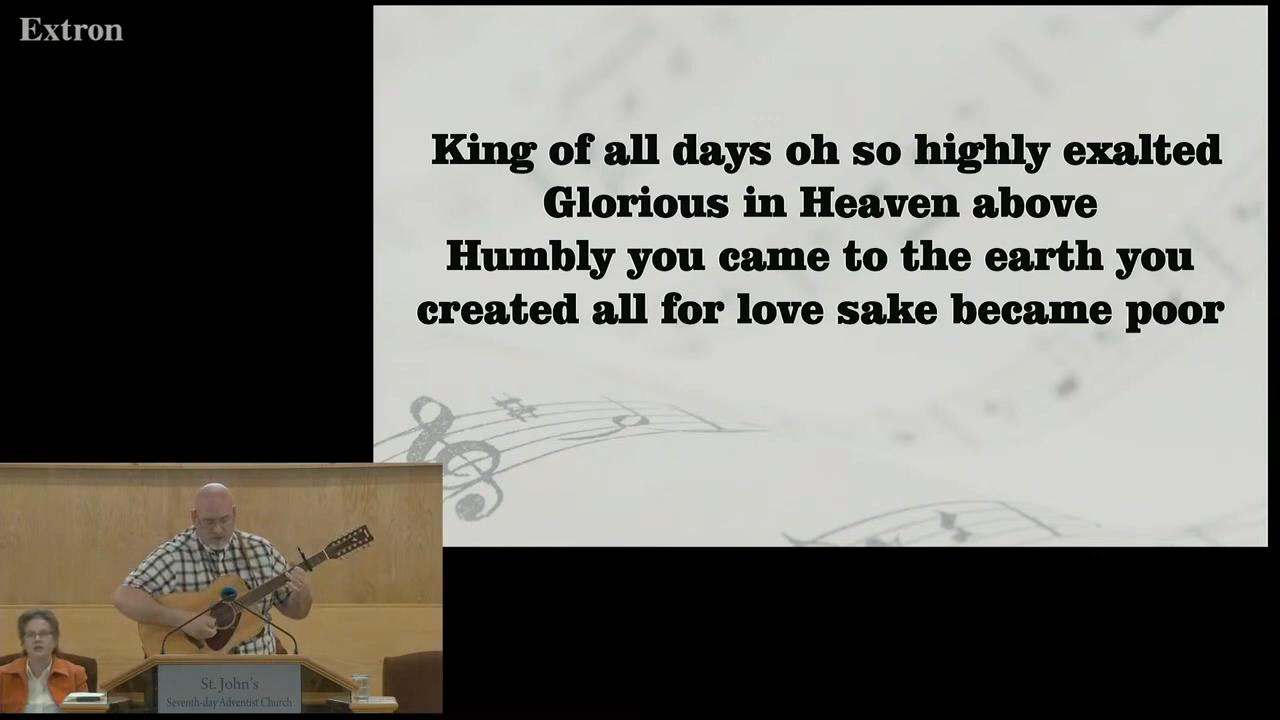 Extron
King of all days oh so highly exalted
Glorious in Heaven above
Humbly you came to the earth you
created all for love sake became poor
St. John's
Seventh-day Adventist Church